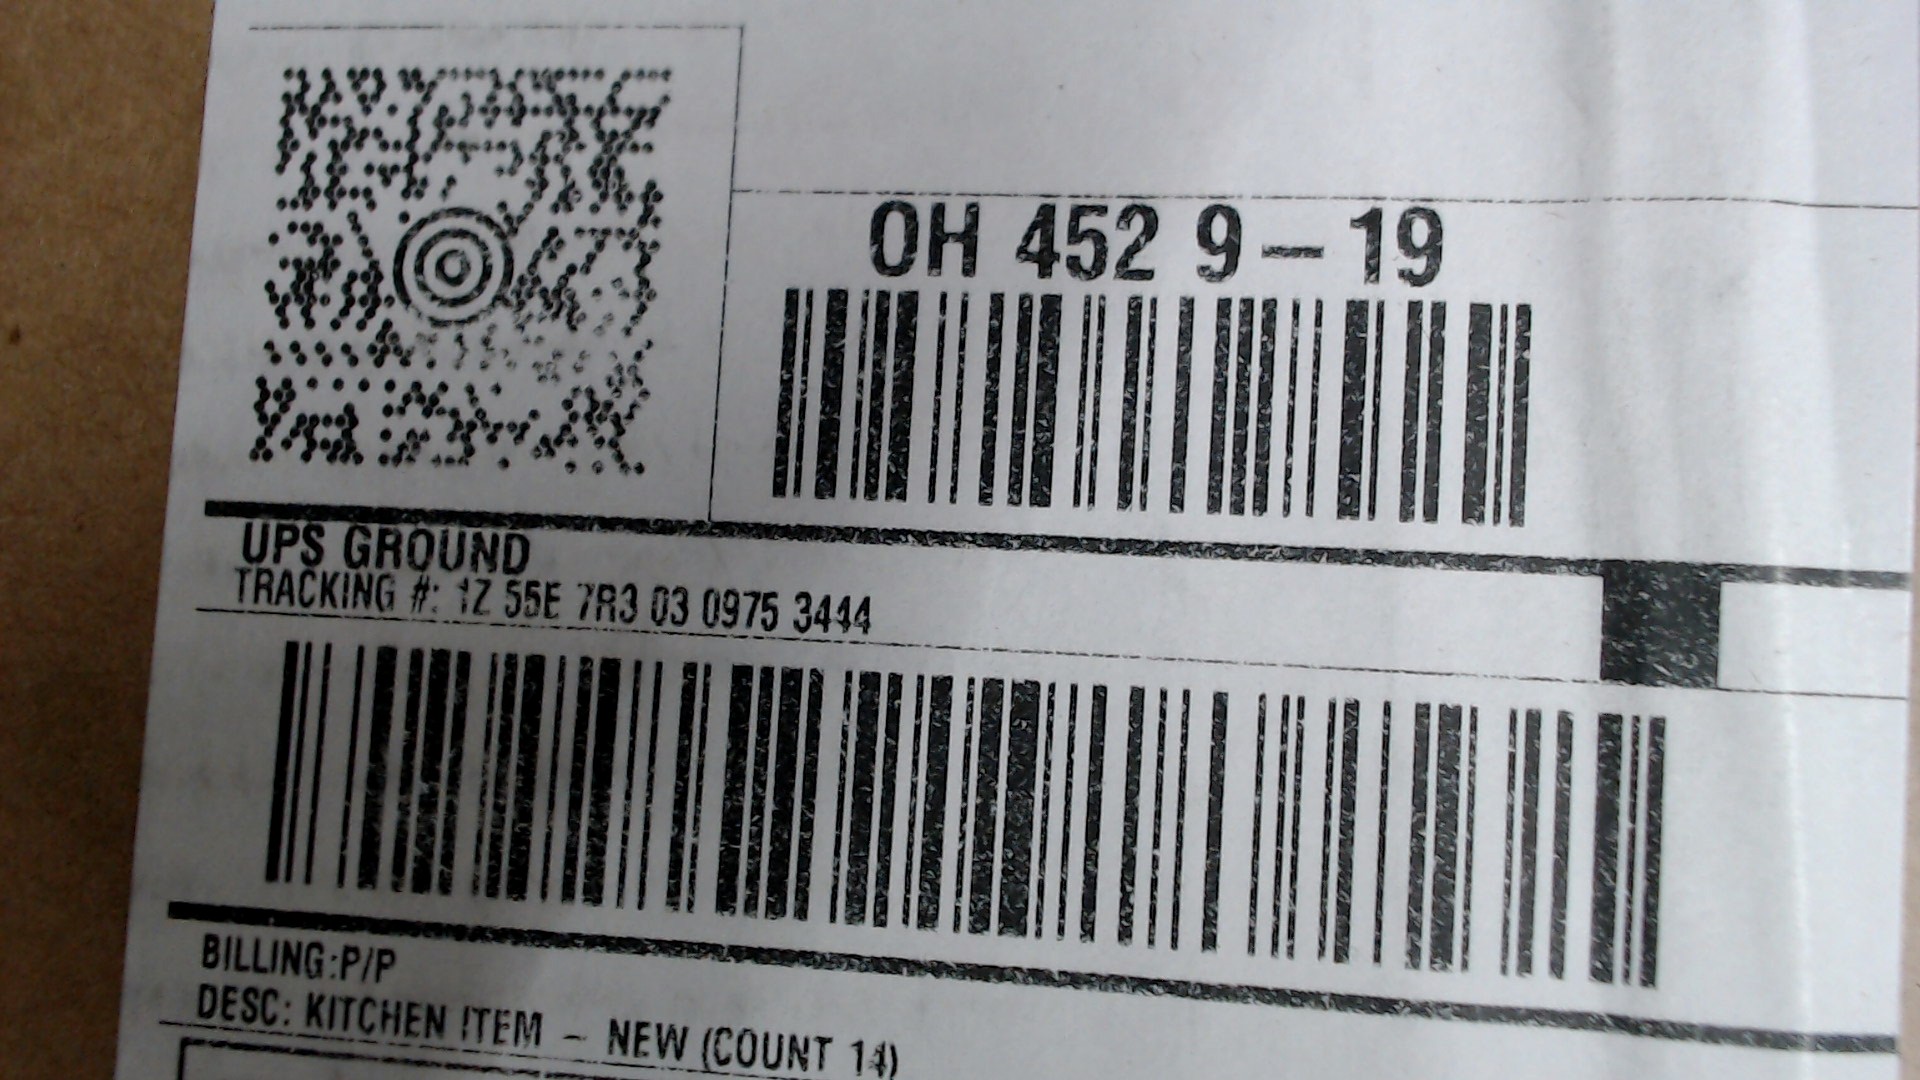 OH 452 9-19
UPS GROUND
TRACKING #: 1Z 55E 7R3 03 0975 3444
BILLING:P/P
DESC: KITCHEN ITEM - NEW (COUNT 14)